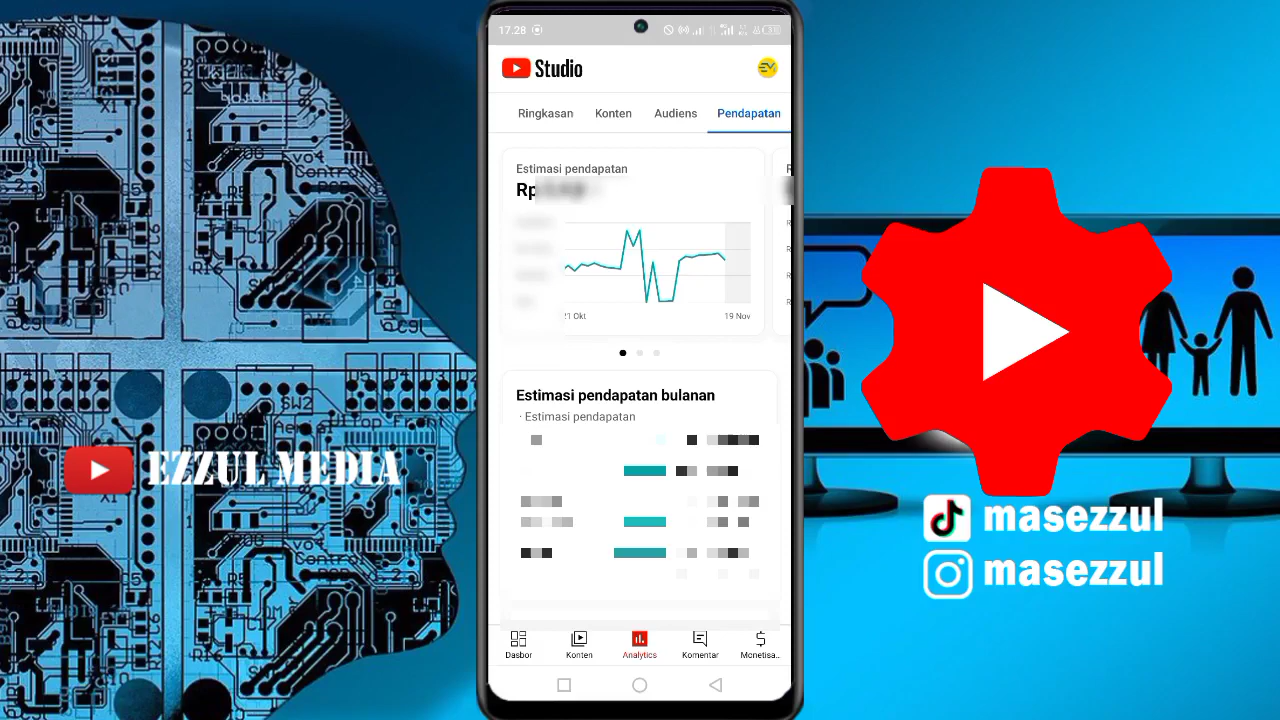 17.28
Studio
Ringkasan Konten Audiens Pendapatan
Estimasi pendapatan
Rp
21 Okt 19 Nov
Estimasi pendapatan bulanan
· Estimasi pendapatan
Dasbor Konten Analytics Komentar Monetisa...
EZZUL MEDIA
masezzul
masezzul